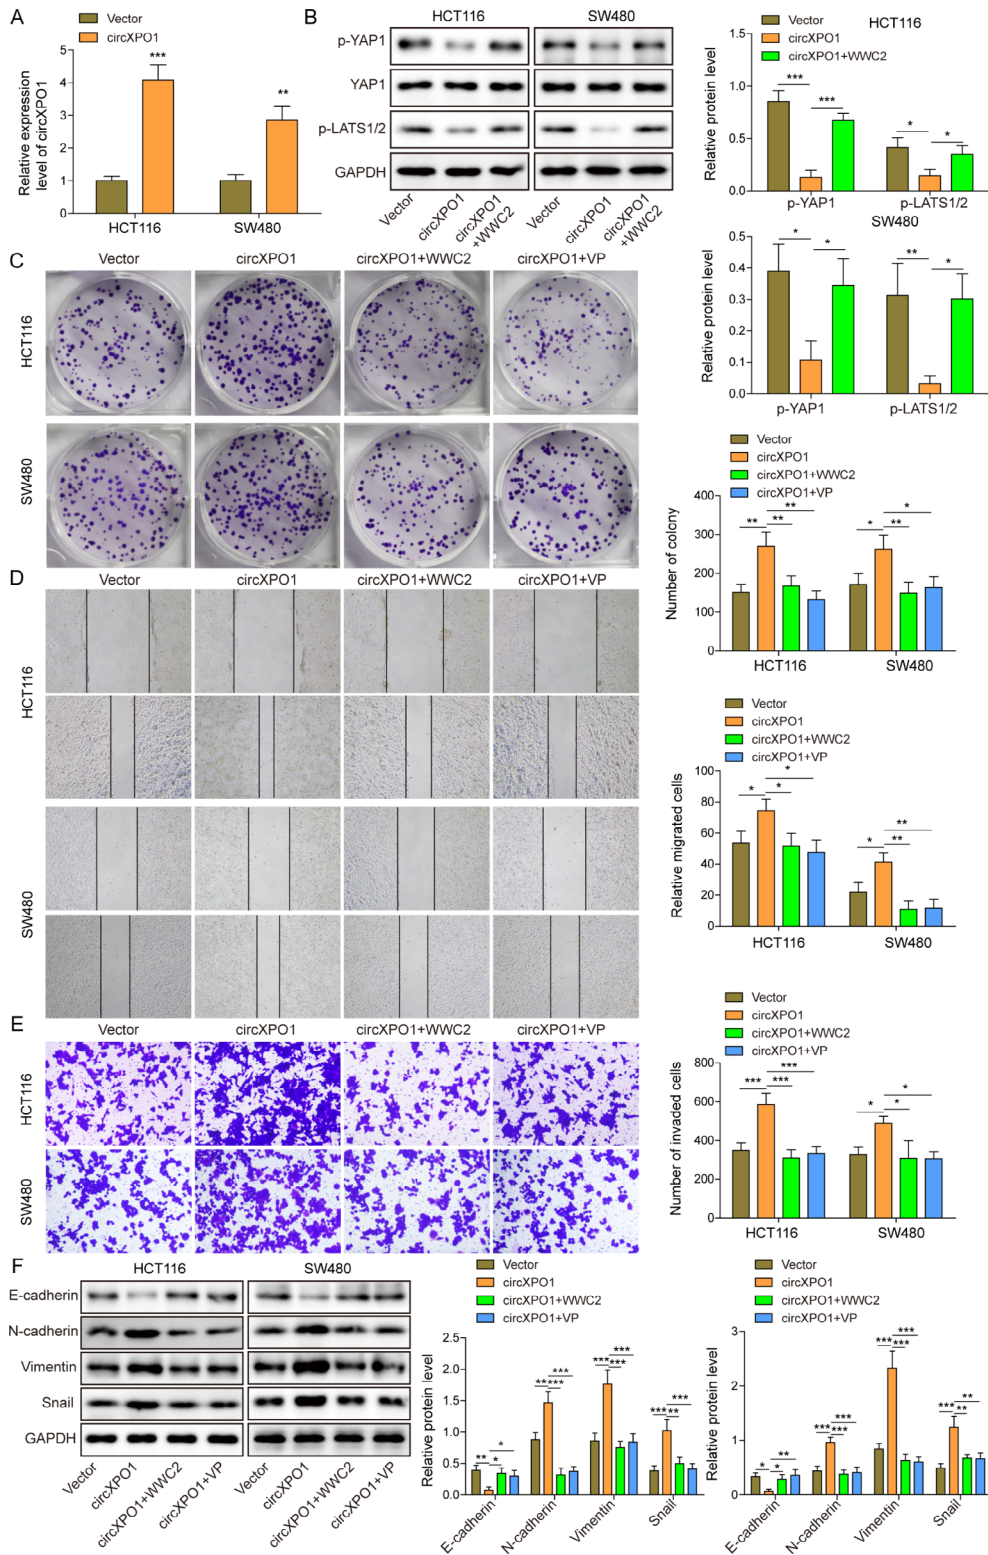 A
Vector
circXPO1
Relative expression
level of circXPO1
5
4
3
2
1
0
***
**
HCT116
SW480
B
HCT116
SW480
p-YAP1
YAP1
p-LATS1/2
GAPDH
Vector
circXPO1
circXPO1
+WWC2
Vector
circXPO1
circXPO1
+WWC2
HCT116
Vector
circXPO1
circXPO1+WWC2
Relative protein level
1.5
1.0
0.5
0.0
***
***
*
*
p-YAP1
p-LATS1/2
SW480
Relative protein level
0.5
0.4
0.3
0.2
0.1
0.0
*
*
**
*
p-YAP1
p-LATS1/2
C
Vector
circXPO1
circXPO1+WWC2
circXPO1+VP
HCT116
SW480
Vector
circXPO1
circXPO1+WWC2
circXPO1+VP
Number of colony
400
300
200
100
0
**
**
**
*
**
*
HCT116
SW480
D
Vector
circXPO1
circXPO1+WWC2
circXPO1+VP
HCT116
SW480
Vector
circXPO1
circXPO1+WWC2
circXPO1+VP
Relative migrated cells
100
80
60
40
20
0
*
*
*
*
**
**
HCT116
SW480
E
Vector
circXPO1
circXPO1+WWC2
circXPO1+VP
HCT116
SW480
Vector
circXPO1
circXPO1+WWC2
circXPO1+VP
Number of invaded cells
800
600
400
200
0
***
***
***
*
*
*
HCT116
SW480
F
HCT116
SW480
E-cadherin
N-cadherin
Vimentin
Snail
GAPDH
Vector
circXPO1
circXPO1+WWC2
circXPO1+VP
Vector
circXPO1
circXPO1+WWC2
circXPO1+VP
Vector
circXPO1
circXPO1+WWC2
circXPO1+VP
Relative protein level
2.5
2.0
1.5
1.0
0.5
0.0
**
*
*
**
***
***
***
***
***
***
**
***
E-cadherin
N-cadherin
Vimentin
Snail
Vector
circXPO1
circXPO1+WWC2
circXPO1+VP
Relative protein level
3
2
1
0
*
*
**
***
***
***
***
***
***
***
**
**
E-cadherin
N-cadherin
Vimentin
Snail